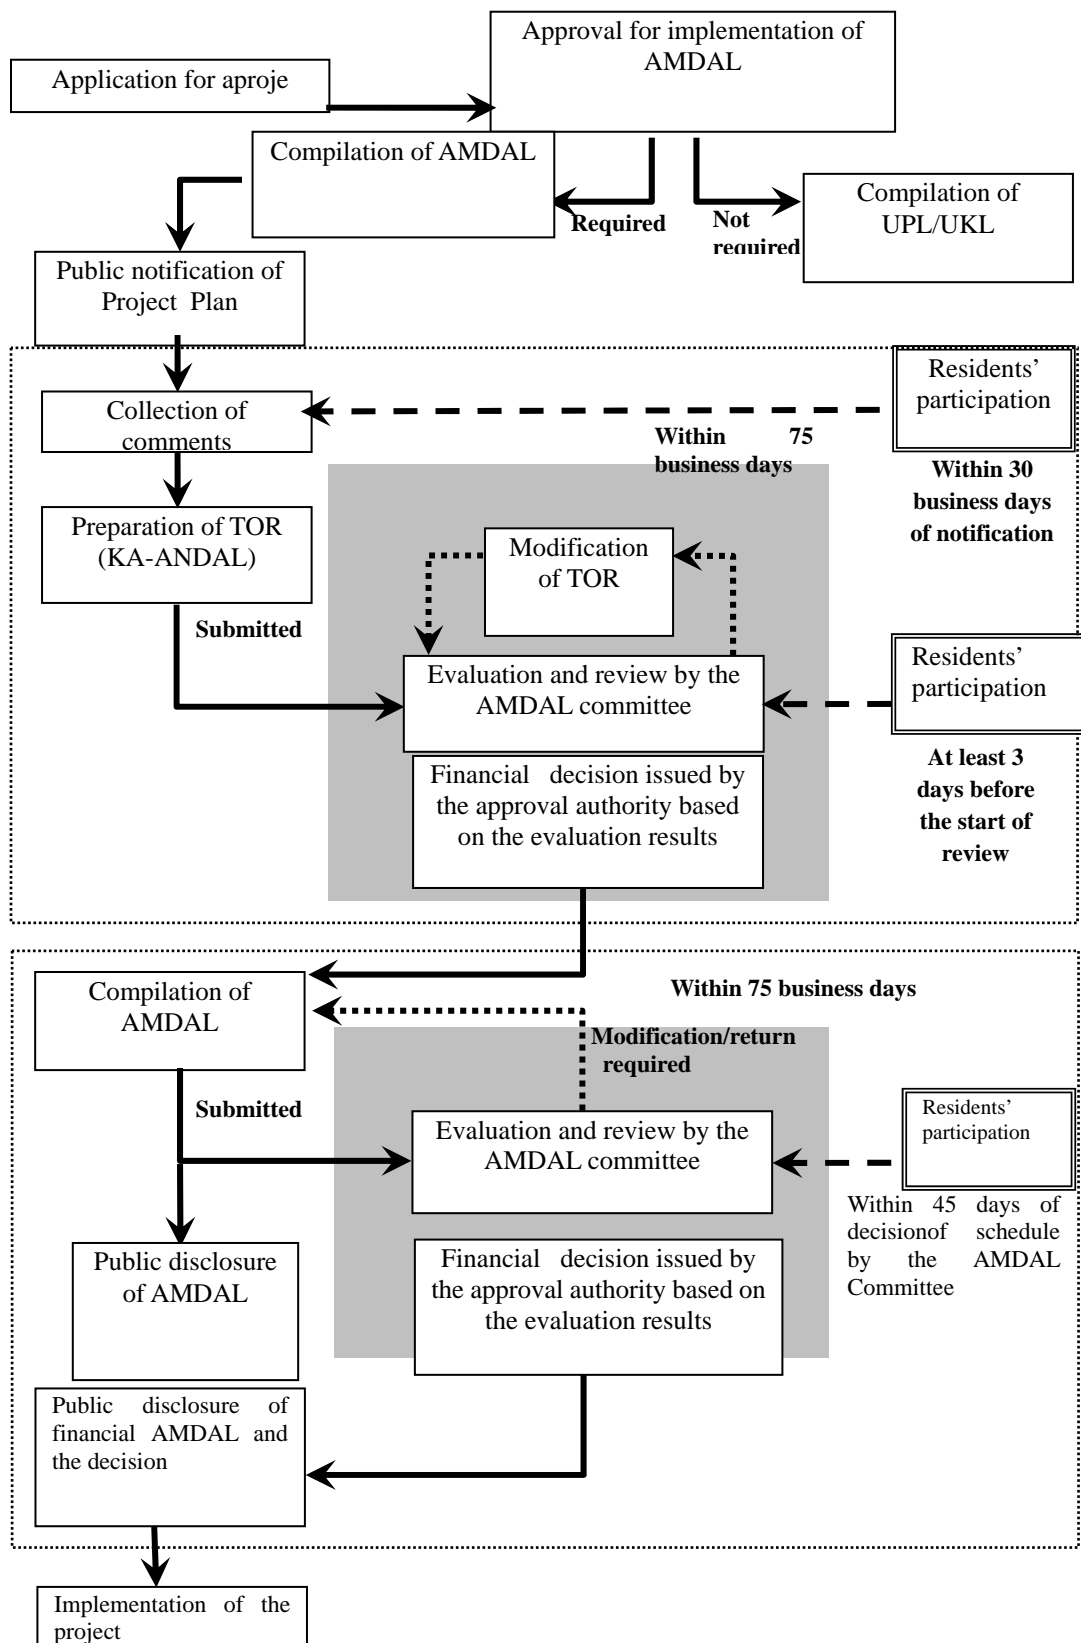 Approval for implementation of
AMDAL
Application for aproje
Compilation of AMDAL
Required
Not
required
Compilation of
UPL/UKL
Public notification of
Project Plan
Residents’
participation
Collection of
comments
Within 75
business days
Within 30
business days
of notification
Preparation of TOR
(KA-ANDAL)
Modification
of TOR
Submitted
Evaluation and review by the
AMDAL committee
Residents’
participation
Financial decision issued by
the approval authority based
on the evaluation results
At least 3
days before
the start of
review
Compilation of
AMDAL
Within 75 business days
Modification/return
required
Submitted
Evaluation and review by the
AMDAL committee
Residents’
participation
Within 45 days of
decisionof schedule
by the AMDAL
Committee
Public disclosure
of AMDAL
Financial decision issued by
the approval authority based on
the evaluation results
Public disclosure of
financial AMDAL and
the decision
Implementation of the
project